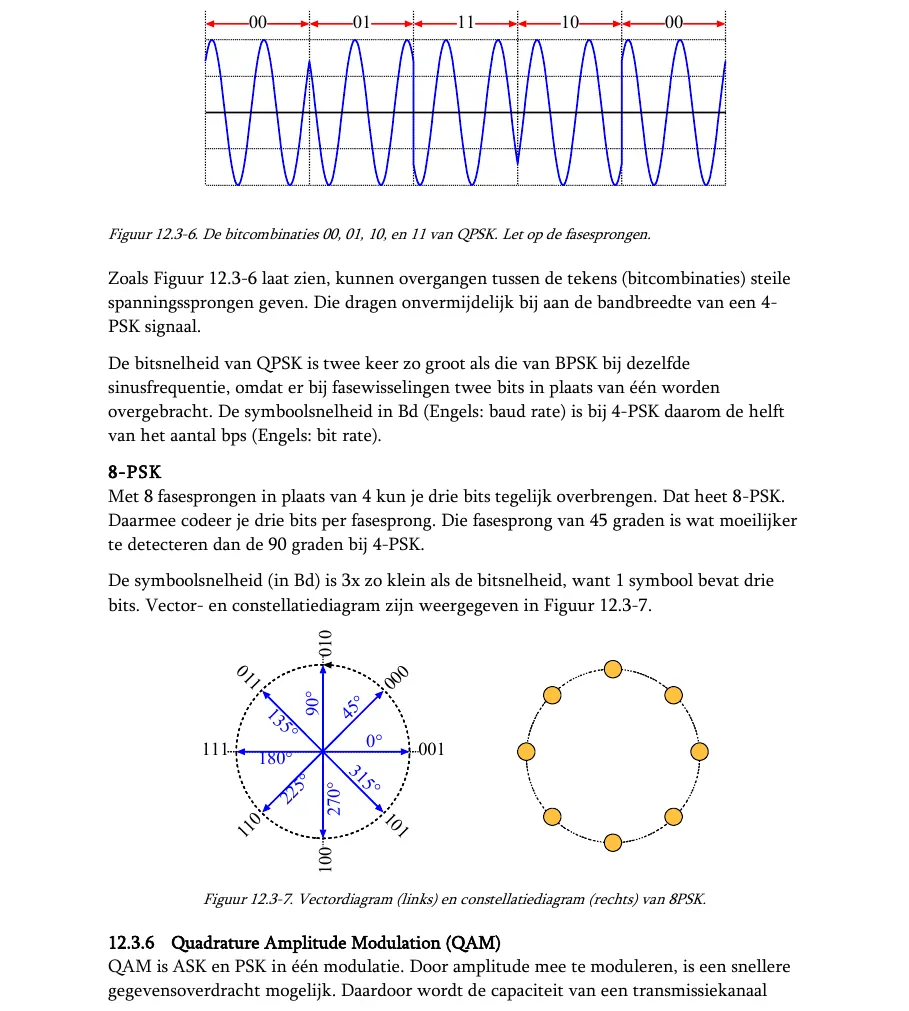 00 01 11 10 00
Figuur 12.3-6. De bitcombinaties 00, 01, 10, en 11 van QPSK. Let op de fasesprongen.
Zoals Figuur 12.3-6 laat zien, kunnen overgangen tussen de tekens (bitcombinaties) steile
spanningssprongen geven. Die dragen onvermijdelijk bij aan de bandbreedte van een 4-
PSK signaal.
De bitsnelheid van QPSK is twee keer zo groot als die van BPSK bij dezelfde
sinusfrequentie, omdat er bij fasewisselingen twee bits in plaats van één worden
overgebracht. De symboolsnelheid in Bd (Engels: baud rate) is bij 4-PSK daarom de helft
van het aantal bps (Engels: bit rate).
8-PSK
Met 8 fasesprongen in plaats van 4 kun je drie bits tegelijk overbrengen. Dat heet 8-PSK.
Daarmee codeer je drie bits per fasesprong. Die fasesprong van 45 graden is wat moeilijker
te detecteren dan de 90 graden bij 4-PSK.
De symboolsnelheid (in Bd) is 3x zo klein als de bitsnelheid, want 1 symbool bevat drie
bits. Vector- en constellatiediagram zijn weergegeven in Figuur 12.3-7.
010
011
000
90°
45°
135°
0°
111
001
180°
315°
225°
270°
110
101
100
Figuur 12.3-7. Vectordiagram (links) en constellatiediagram (rechts) van 8PSK.
12.3.6 Quadrature Amplitude Modulation (QAM)
QAM is ASK en PSK in één modulatie. Door amplitude mee te moduleren, is een snellere
gegevensoverdracht mogelijk. Daardoor wordt de capaciteit van een transmissiekanaal